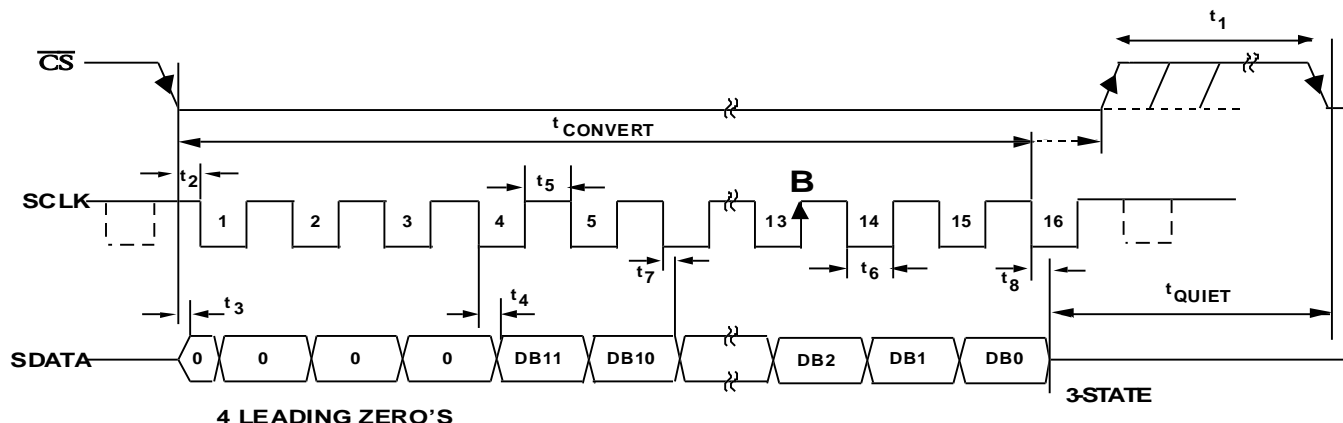 t1
CS
tCONVERT
t2
t5
B
SCLK
1 2 3 4 5 13 14 15 16
t7
t6
t8
t3
t4
tQUIET
SDATA
0 0 0 0 DB11 DB10 DB2 DB1 DB0
3-STATE
4 LEADING ZERO'S